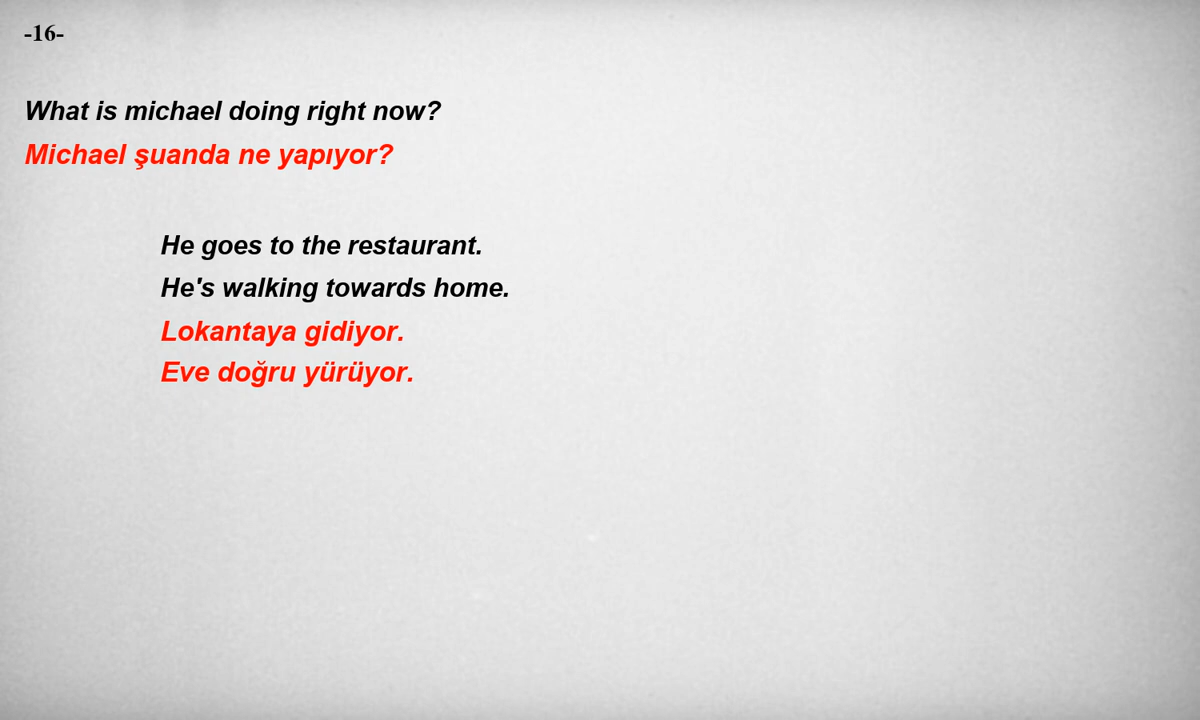 -16-
What is michael doing right now?
Michael şuanda ne yapıyor?
He goes to the restaurant.
He's walking towards home.
Lokantaya gidiyor.
Eve doğru yürüyor.